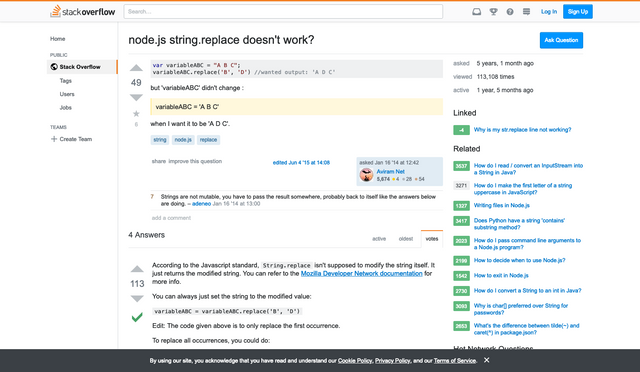 stackoverflow
Search...
Log In
Sign Up
Home
PUBLIC
Stack Overflow
Tags
Users
Jobs
TEAMS
Create Team
node.js string.replace doesn't work?
Ask Question
49
6
var variableABC = "A B C";
variableABC.replace('B', 'D') //wanted output: 'A D C'
but 'variableABC' didn't change :
variableABC = 'A B C'
when I want it to be 'A D C'.
string node.js replace
share improve this question
edited Jun 4 '15 at 14:08
asked Jan 16 '14 at 12:42
Aviram Net
5,674 4 28 54
7 Strings are not mutable, you have to pass the result somewhere, probably back to itself like the answers below
are doing. – adeneo Jan 16 '14 at 13:00
add a comment
4 Answers
active oldest votes
113
According to the Javascript standard, String.replace isn't supposed to modify the string itself. It
just returns the modified string. You can refer to the Mozilla Developer Network documentation for
more info.
You can always just set the string to the modified value:
variableABC = variableABC.replace('B', 'D')
Edit: The code given above is to only replace the first occurrence.
To replace all occurrences, you could do:
asked 5 years, 1 month ago
viewed 113,108 times
active 1 year, 5 months ago
Linked
-4 Why is my str.replace line not working?
Related
3537 How do I read / convert an InputStream into
a String in Java?
3271 How do I make the first letter of a string
uppercase in JavaScript?
1327 Writing files in Node.js
3417 Does Python have a string 'contains'
substring method?
2023 How do I pass command line arguments to
a Node.js program?
2198 How to decide when to use Node.js?
1642 How to exit in Node.js
2730 How do I convert a String to an int in Java?
3093 Why is char[] preferred over String for
passwords?
3653 What's the difference between tilde(~) and
caret(^) in package.json?
Hot Network Questions
By using our site, you acknowledge that you have read and understand our Cookie Policy, Privacy Policy, and our Terms of Service.